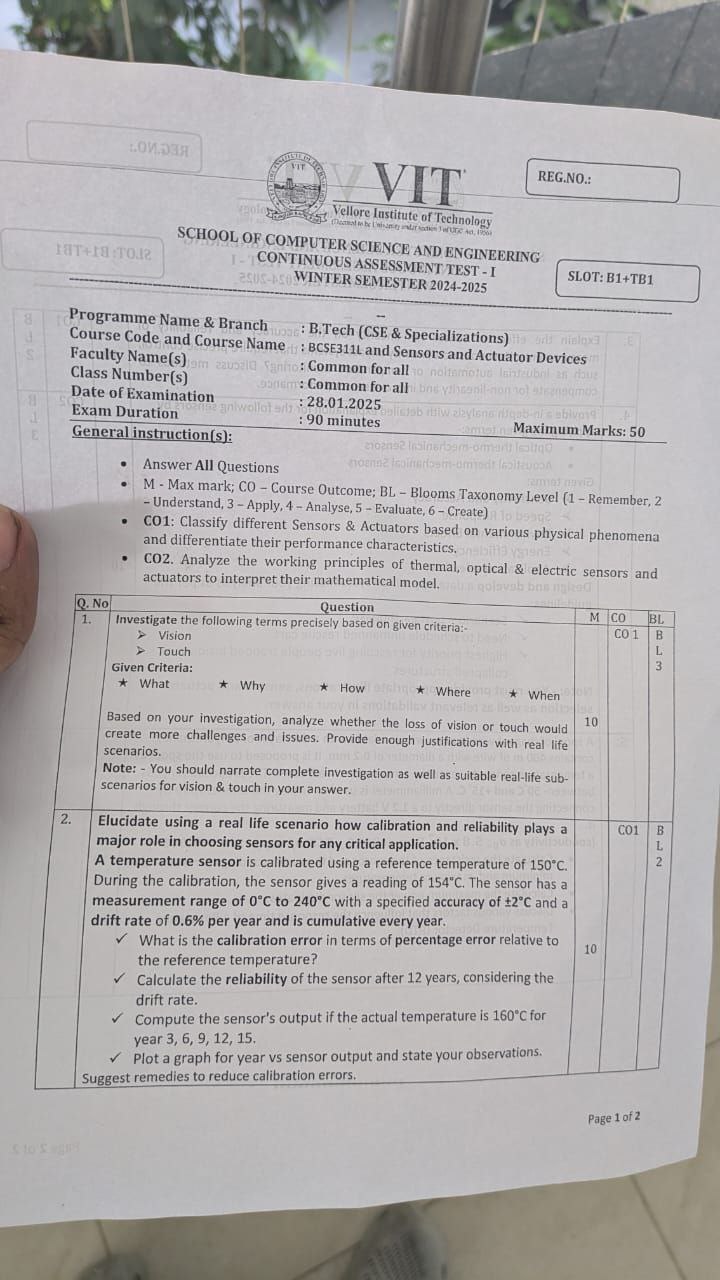 REG.NO.:
VIT
VIT
Vellore Institute of Technology
(Deemed to be University under section 3 of UGC Act, 1956)
REG.NO.:
SCHOOL OF COMPUTER SCIENCE AND ENGINEERING
CONTINUOUS ASSESSMENT TEST - I
WINTER SEMESTER 2024-2025
SLOT: B1+TB1
SLOT: B1+TB1
Programme Name & Branch : B.Tech (CSE & Specializations)
Course Code and Course Name : BCSE311L and Sensors and Actuator Devices
Faculty Name(s) : Common for all
Class Number(s) : Common for all
Date of Examination : 28.01.2025
Exam Duration : 90 minutes Maximum Marks: 50
General instruction(s):
• Answer All Questions
• M - Max mark; CO – Course Outcome; BL – Blooms Taxonomy Level (1 – Remember, 2
– Understand, 3 – Apply, 4 – Analyse, 5 – Evaluate, 6 – Create)
• CO1: Classify different Sensors & Actuators based on various physical phenomena
and differentiate their performance characteristics.
• CO2. Analyze the working principles of thermal, optical & electric sensors and
actuators to interpret their mathematical model.
Q. No Question M CO BL
1. Investigate the following terms precisely based on given criteria:- CO 1 B
➤ Vision L
➤ Touch 3
Given Criteria:
★ What ★ Why ★ How ★ Where ★ When
Based on your investigation, analyze whether the loss of vision or touch would 10
create more challenges and issues. Provide enough justifications with real life
scenarios.
Note: - You should narrate complete investigation as well as suitable real-life sub-
scenarios for vision & touch in your answer.
2. Elucidate using a real life scenario how calibration and reliability plays a CO1 B
major role in choosing sensors for any critical application. L
A temperature sensor is calibrated using a reference temperature of 150°C. 2
During the calibration, the sensor gives a reading of 154°C. The sensor has a
measurement range of 0°C to 240°C with a specified accuracy of ±2°C and a
drift rate of 0.6% per year and is cumulative every year.
✓ What is the calibration error in terms of percentage error relative to 10
the reference temperature?
✓ Calculate the reliability of the sensor after 12 years, considering the
drift rate.
✓ Compute the sensor's output if the actual temperature is 160°C for
year 3, 6, 9, 12, 15.
✓ Plot a graph for year vs sensor output and state your observations.
Suggest remedies to reduce calibration errors.
Page 1 of 2
Page 2 of 2